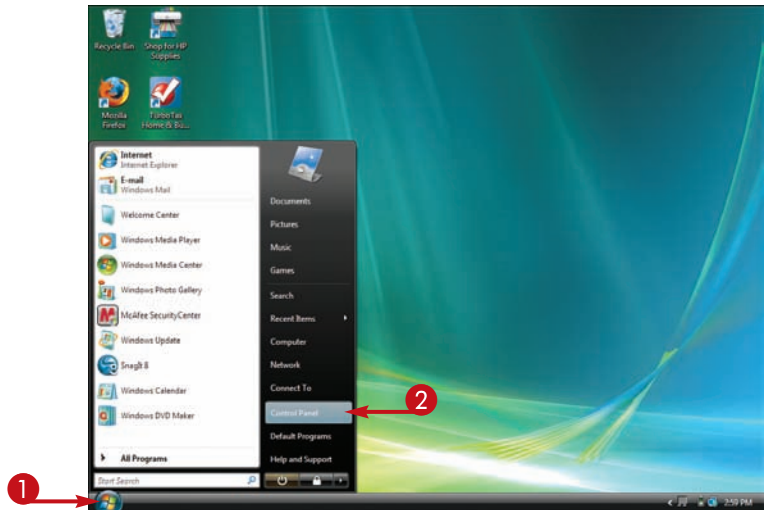 Recycle Bin
Shop for HP
Supplies
Mozilla
Firefox
TurboTax
Home & Bu...
Internet
Internet Explorer
E-mail
Windows Mail
Welcome Center
Windows Media Player
Windows Media Center
Windows Photo Gallery
McAfee SecurityCenter
Windows Update
SnagIt 8
Windows Calendar
Windows DVD Maker
All Programs
Start Search
Documents
Pictures
Music
Games
Search
Recent Items
Computer
Network
Connect To
Control Panel
2
Default Programs
Help and Support
1
2:59 PM